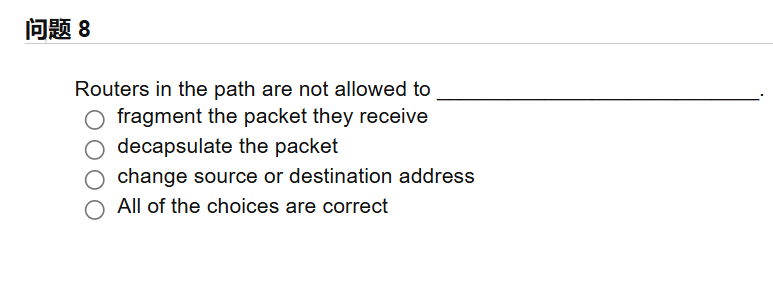 问题 8
Routers in the path are not allowed to ______________________________.
fragment the packet they receive
decapsulate the packet
change source or destination address
All of the choices are correct